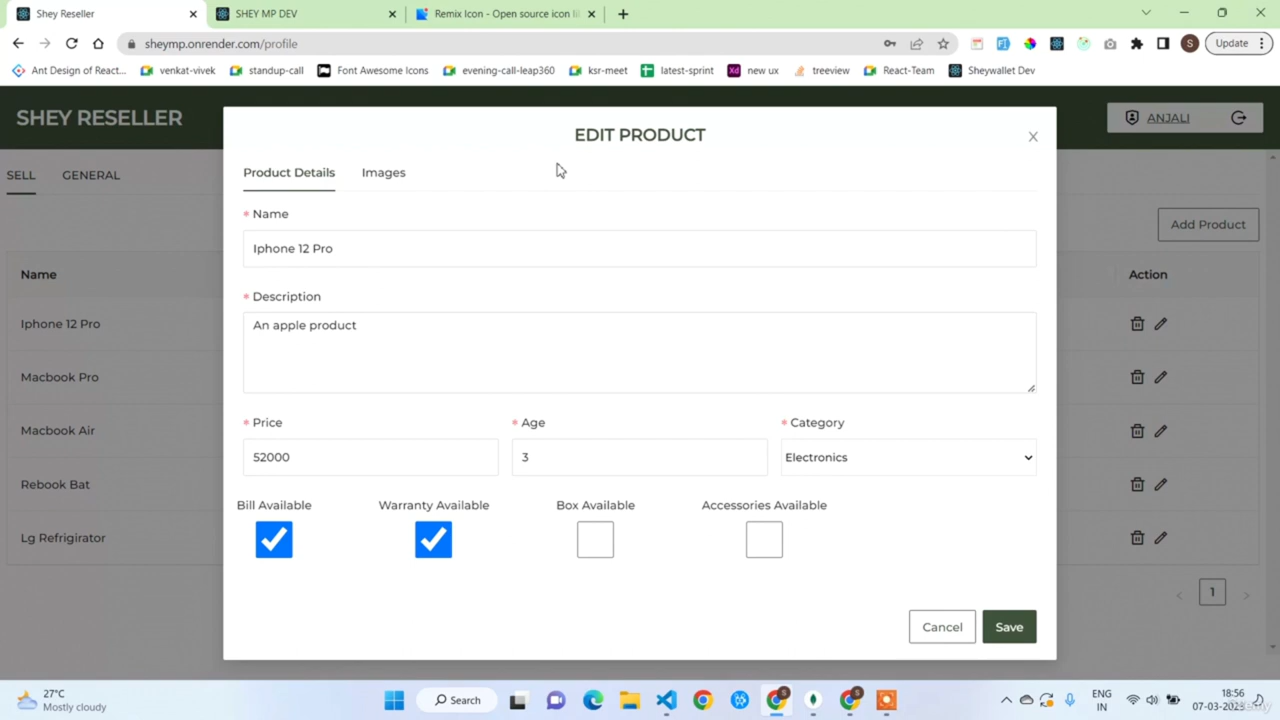 Shey Reseller
SHEY MP DEV
Remix Icon - Open source icon li
sheymp.onrender.com/profile
S
Update
Ant Design of React...
venkat-vivek
standup-call
Font Awesome Icons
evening-call-leap360
ksr-meet
latest-sprint
Xd
new ux
treeview
React-Team
Sheywallet Dev
SHEY RESELLER
ANJALI
SELL
GENERAL
Add Product
Name
Action
Iphone 12 Pro
Macbook Pro
Macbook Air
Rebook Bat
Lg Refrigirator
1
EDIT PRODUCT
Product Details
Images
* Name
Iphone 12 Pro
* Description
An apple product
* Price
* Age
* Category
52000
3
Electronics
Bill Available
Warranty Available
Box Available
Accessories Available
Cancel
Save
27°C
Mostly cloudy
Search
ENG
IN
18:56